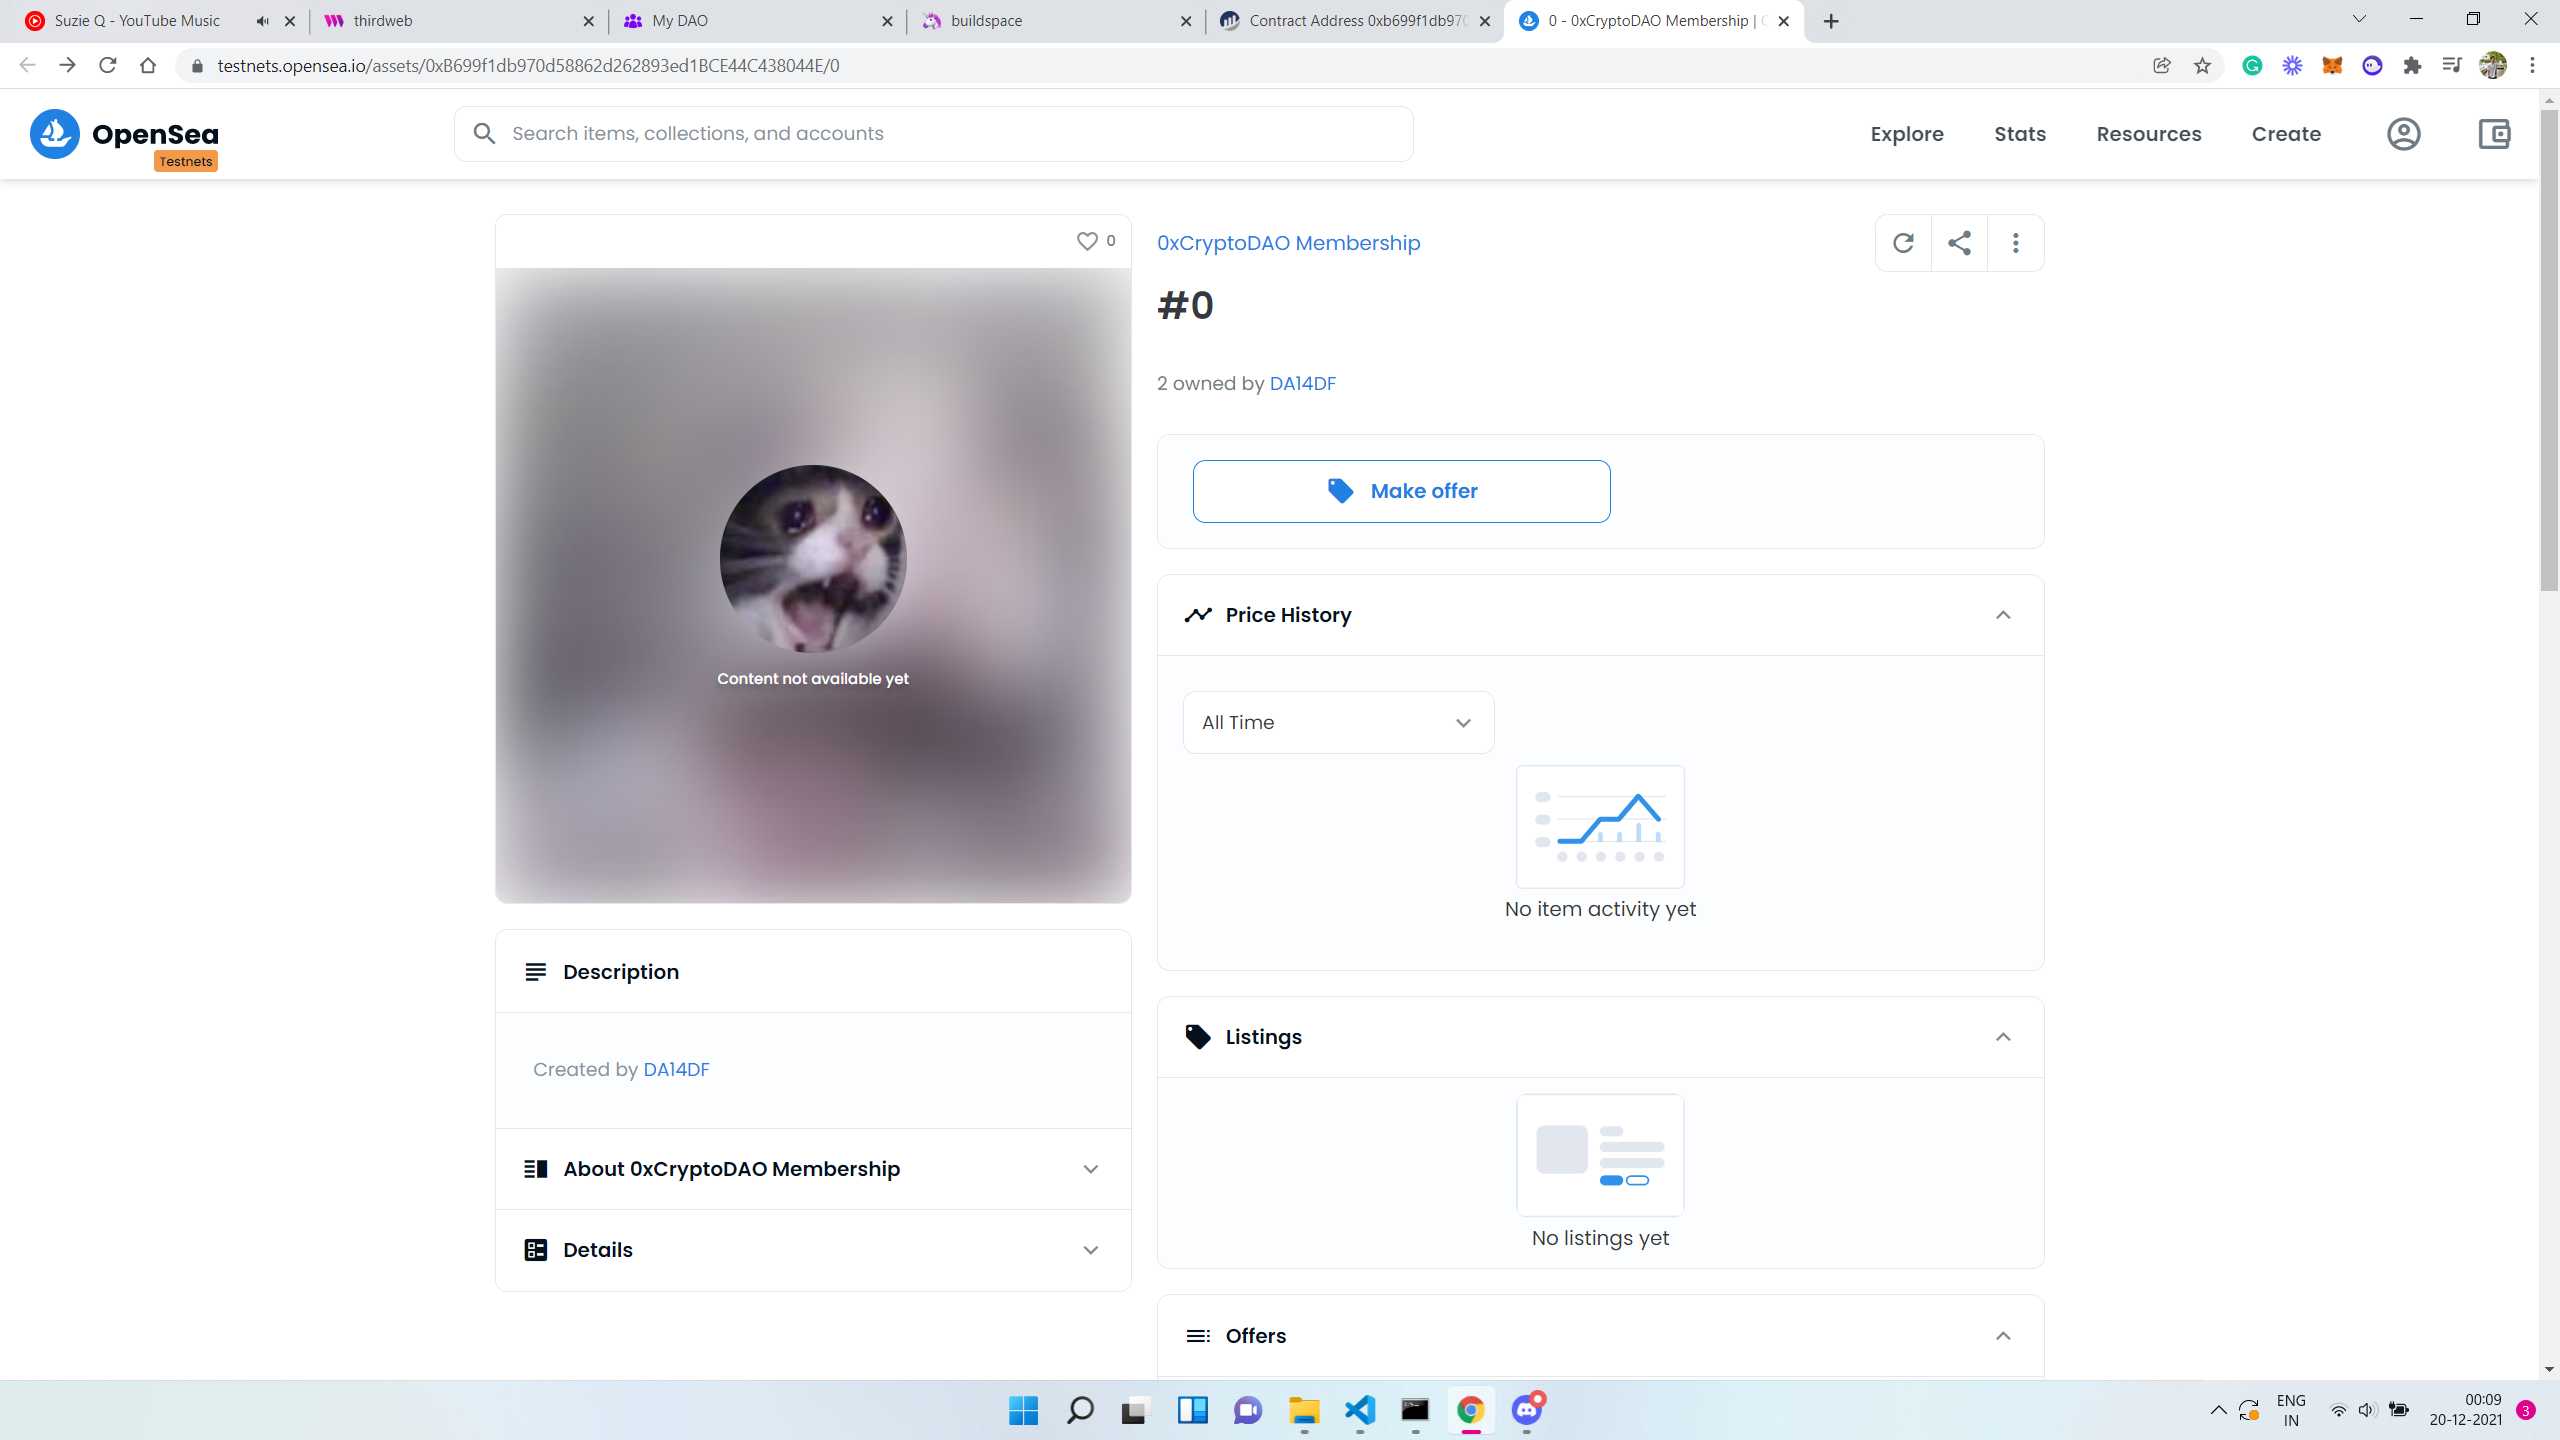 Suzie Q - YouTube Music
thirdweb
My DAO
buildspace
Contract Address 0xb699f1db970
0 - 0xCryptoDAO Membership |
testnets.opensea.io/assets/0xB699f1db970d58862d262893ed1BCE44C438044E/0
OpenSea
Testnets
Search items, collections, and accounts
Explore
Stats
Resources
Create
0
0xCryptoDAO Membership
#0
2 owned by DA14DF
Make offer
Content not available yet
Price History
All Time
No item activity yet
Description
Created by DA14DF
About 0xCryptoDAO Membership
Details
Listings
No listings yet
Offers
ENG
IN
00:09
20-12-2021
3